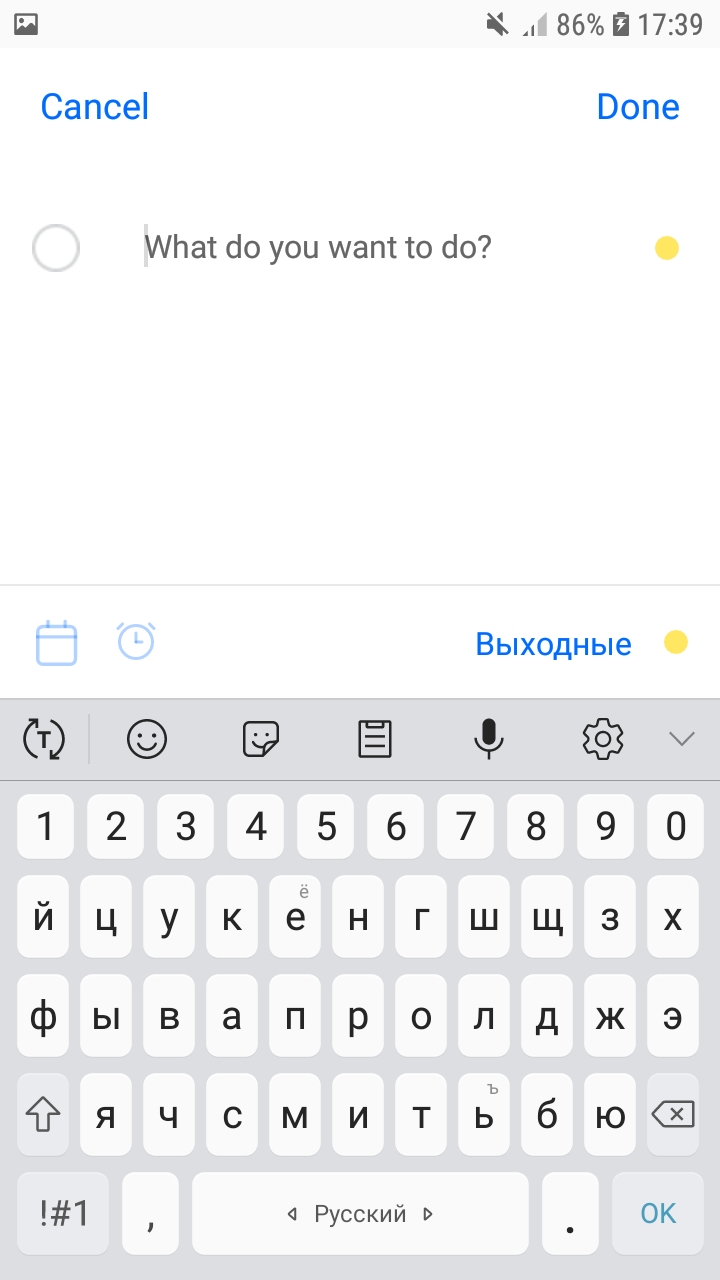 86% 17:39
Cancel Done
What do you want to do?
Выходные
T
1 2 3 4 5 6 7 8 9 0
ё
й ц у к е н г ш щ з х
ф ы в а п р о л д ж э
ъ
я ч с м и т ь б ю
!#1 , Русский . OK